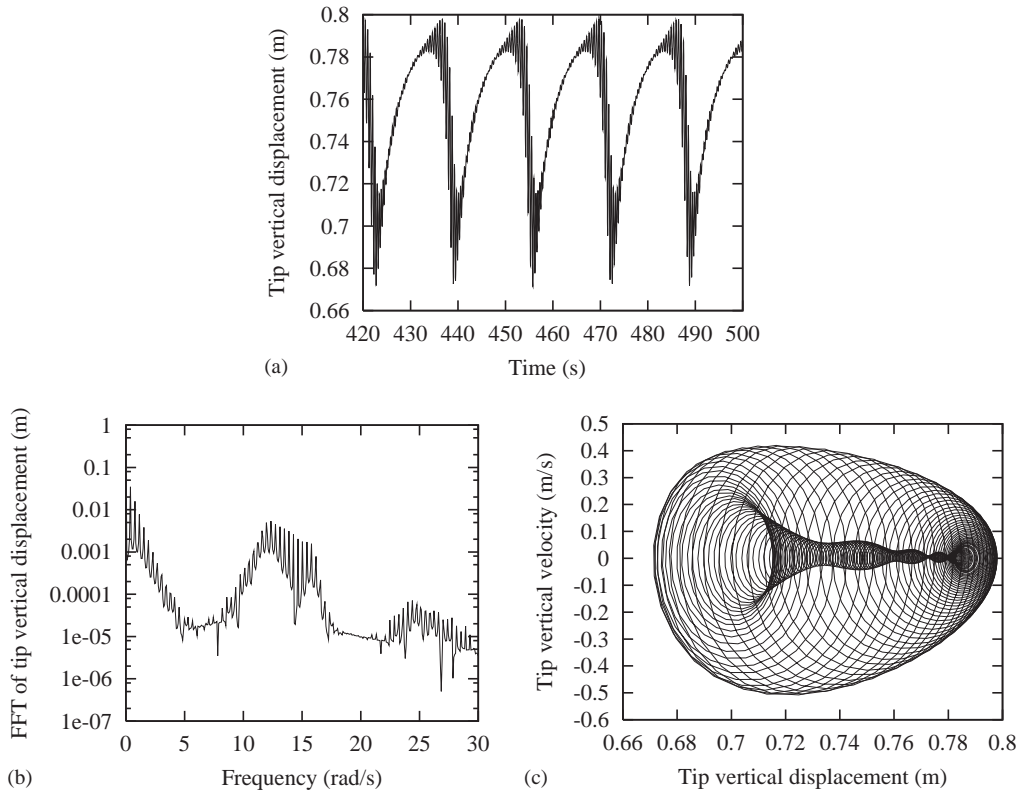 0.8
0.78
0.76
0.74
0.72
0.7
0.68
0.66
Tip vertical displacement (m)
420 430 440 450 460 470 480 490 500
(a)
Time (s)
1
0.1
0.01
0.001
0.0001
1e-05
1e-06
1e-07
FFT of tip vertical displacement (m)
0 5 10 15 20 25 30
(b)
Frequency (rad/s)
0.5
0.4
0.3
0.2
0.1
0
-0.1
-0.2
-0.3
-0.4
-0.5
-0.6
Tip vertical velocity (m/s)
0.66 0.68 0.7 0.72 0.74 0.76 0.78 0.8
(c)
Tip vertical displacement (m)